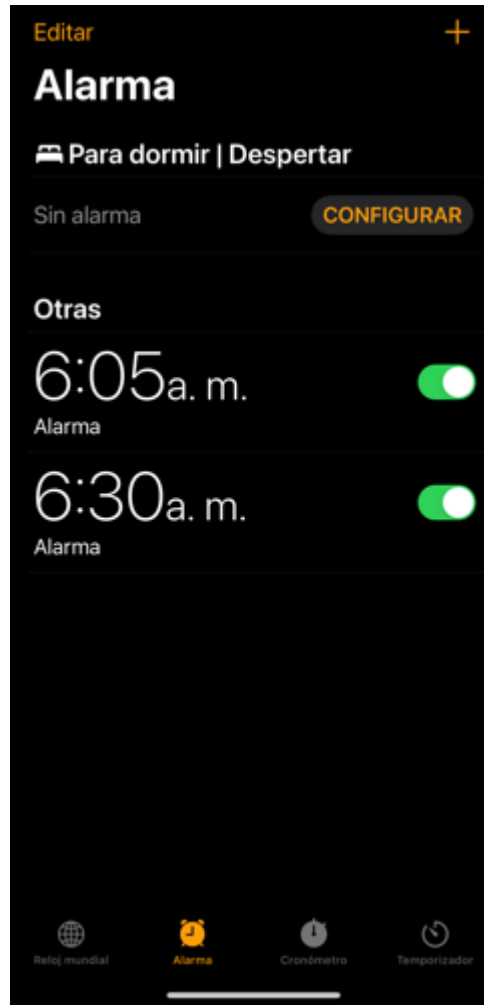 Editar
Alarma
Para dormir | Despertar
Sin alarma CONFIGURAR
Otras
6:05a. m.
Alarma
6:30a. m.
Alarma
Reloj mundial Alarma Cronómetro Temporizador